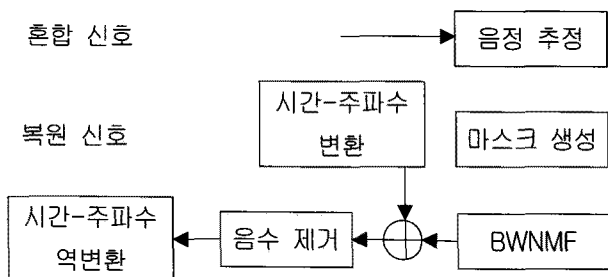 혼합 신호
음정 추정
시간-주파수
변환
복원 신호
마스크 생성
시간-주파수
역변환
음수 제거
BWNMF